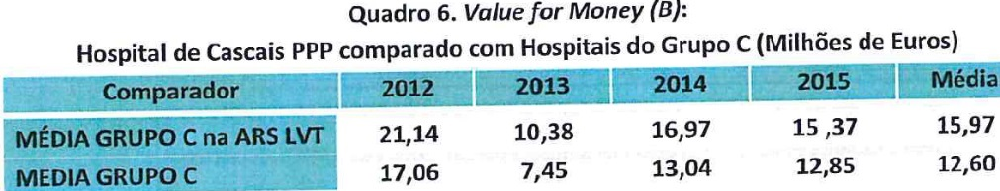 Quadro 6. Value for Money (B):
Hospital de Cascais PPP comparado com Hospitais do Grupo C (Milhões de Euros)
Comparador 2012 2013 2014 2015 Média
MÉDIA GRUPO C na ARS LVT 21,14 10,38 16,97 15 ,37 15,97
MEDIA GRUPO C 17,06 7,45 13,04 12,85 12,60